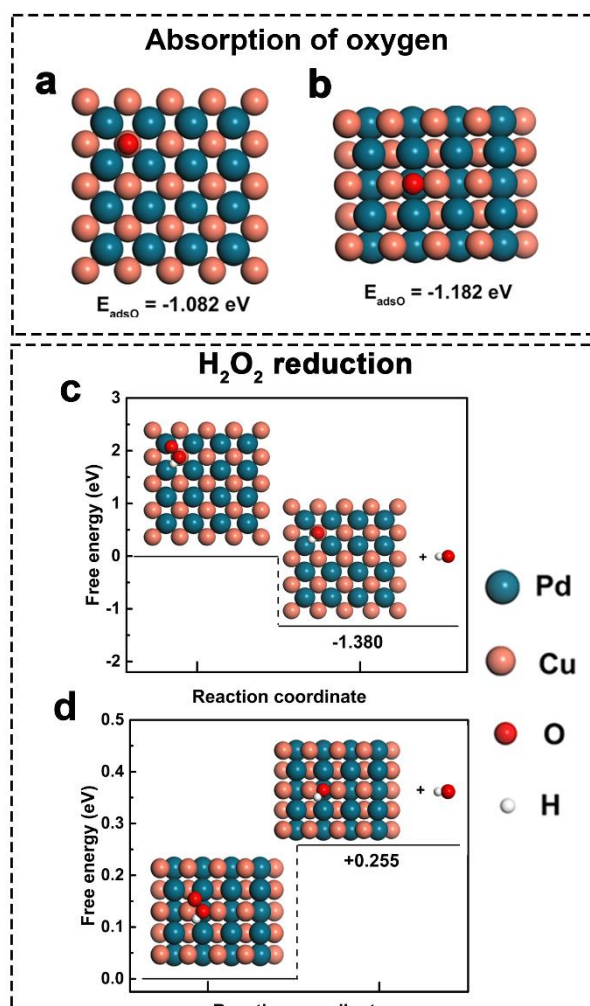 Absorption of oxygen
a
b
E_adsO = -1.082 eV
E_adsO = -1.182 eV
H₂O₂ reduction
c
3
2
1
0
-1
-2
Free energy (eV)
+
-1.380
Reaction coordinate
Pd
Cu
O
H
d
0.5
0.4
0.3
0.2
0.1
0.0
Free energy (eV)
+
+0.255